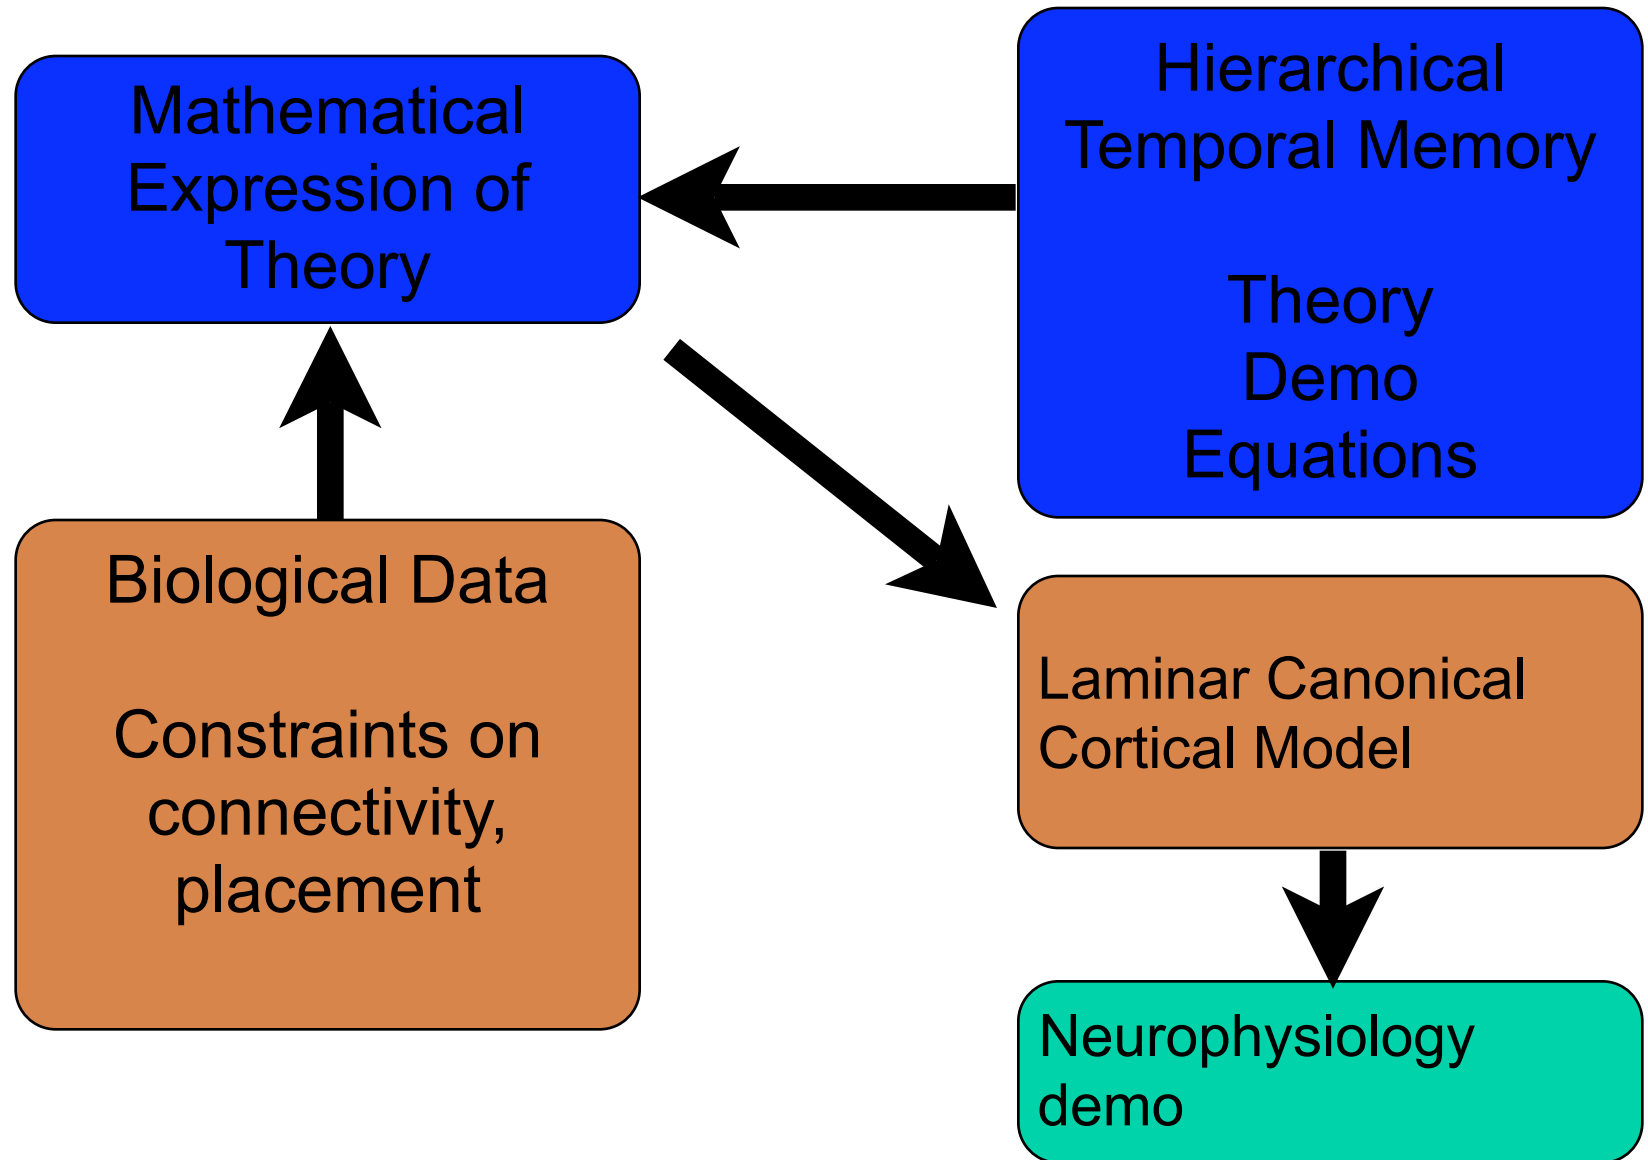 Mathematical
Expression of
Theory
Hierarchical
Temporal Memory
Theory
Demo
Equations
Biological Data
Constraints on
connectivity,
placement
Laminar Canonical
Cortical Model
Neurophysiology
demo